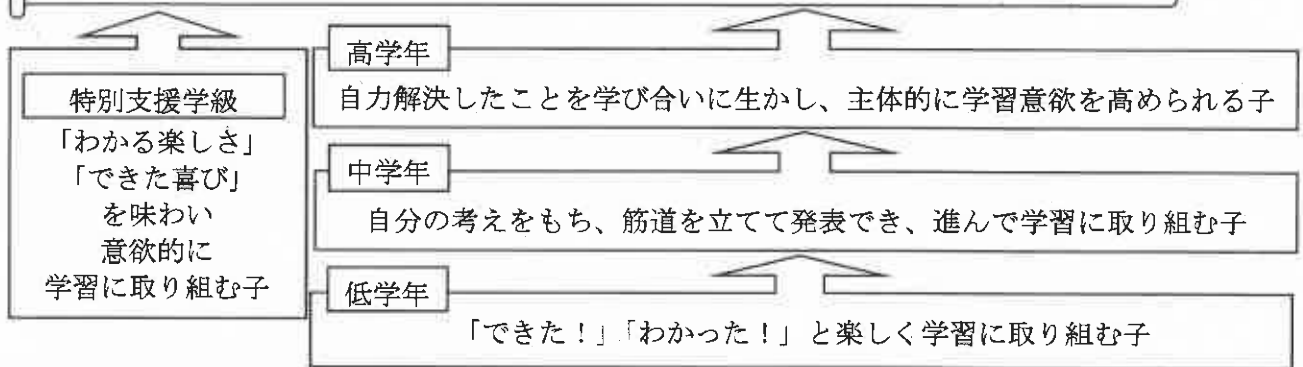 特別支援学級
「わかる楽しさ」
「できた喜び」
を味わい
意欲的に
学習に取り組む子
高学年
自力解決したことを学び合いに生かし、主体的に学習意欲を高められる子
中学年
自分の考えをもち、筋道を立てて発表でき、進んで学習に取り組む子
低学年
「できた！」「わかった！」と楽しく学習に取り組む子